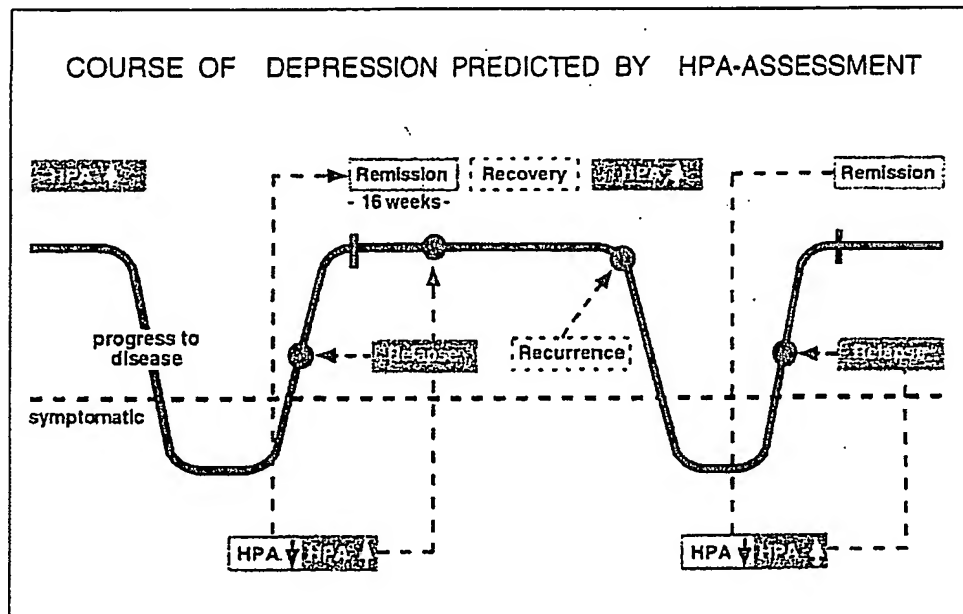 COURSE OF DEPRESSION PREDICTED BY HPA-ASSESSMENT
HPA
Remission
Recovery
HPA
Remission
- 16 weeks -
progress to
disease
Relapse
Recurrence
Relapse
symptomatic
HPA
HPA
HPA
HPA